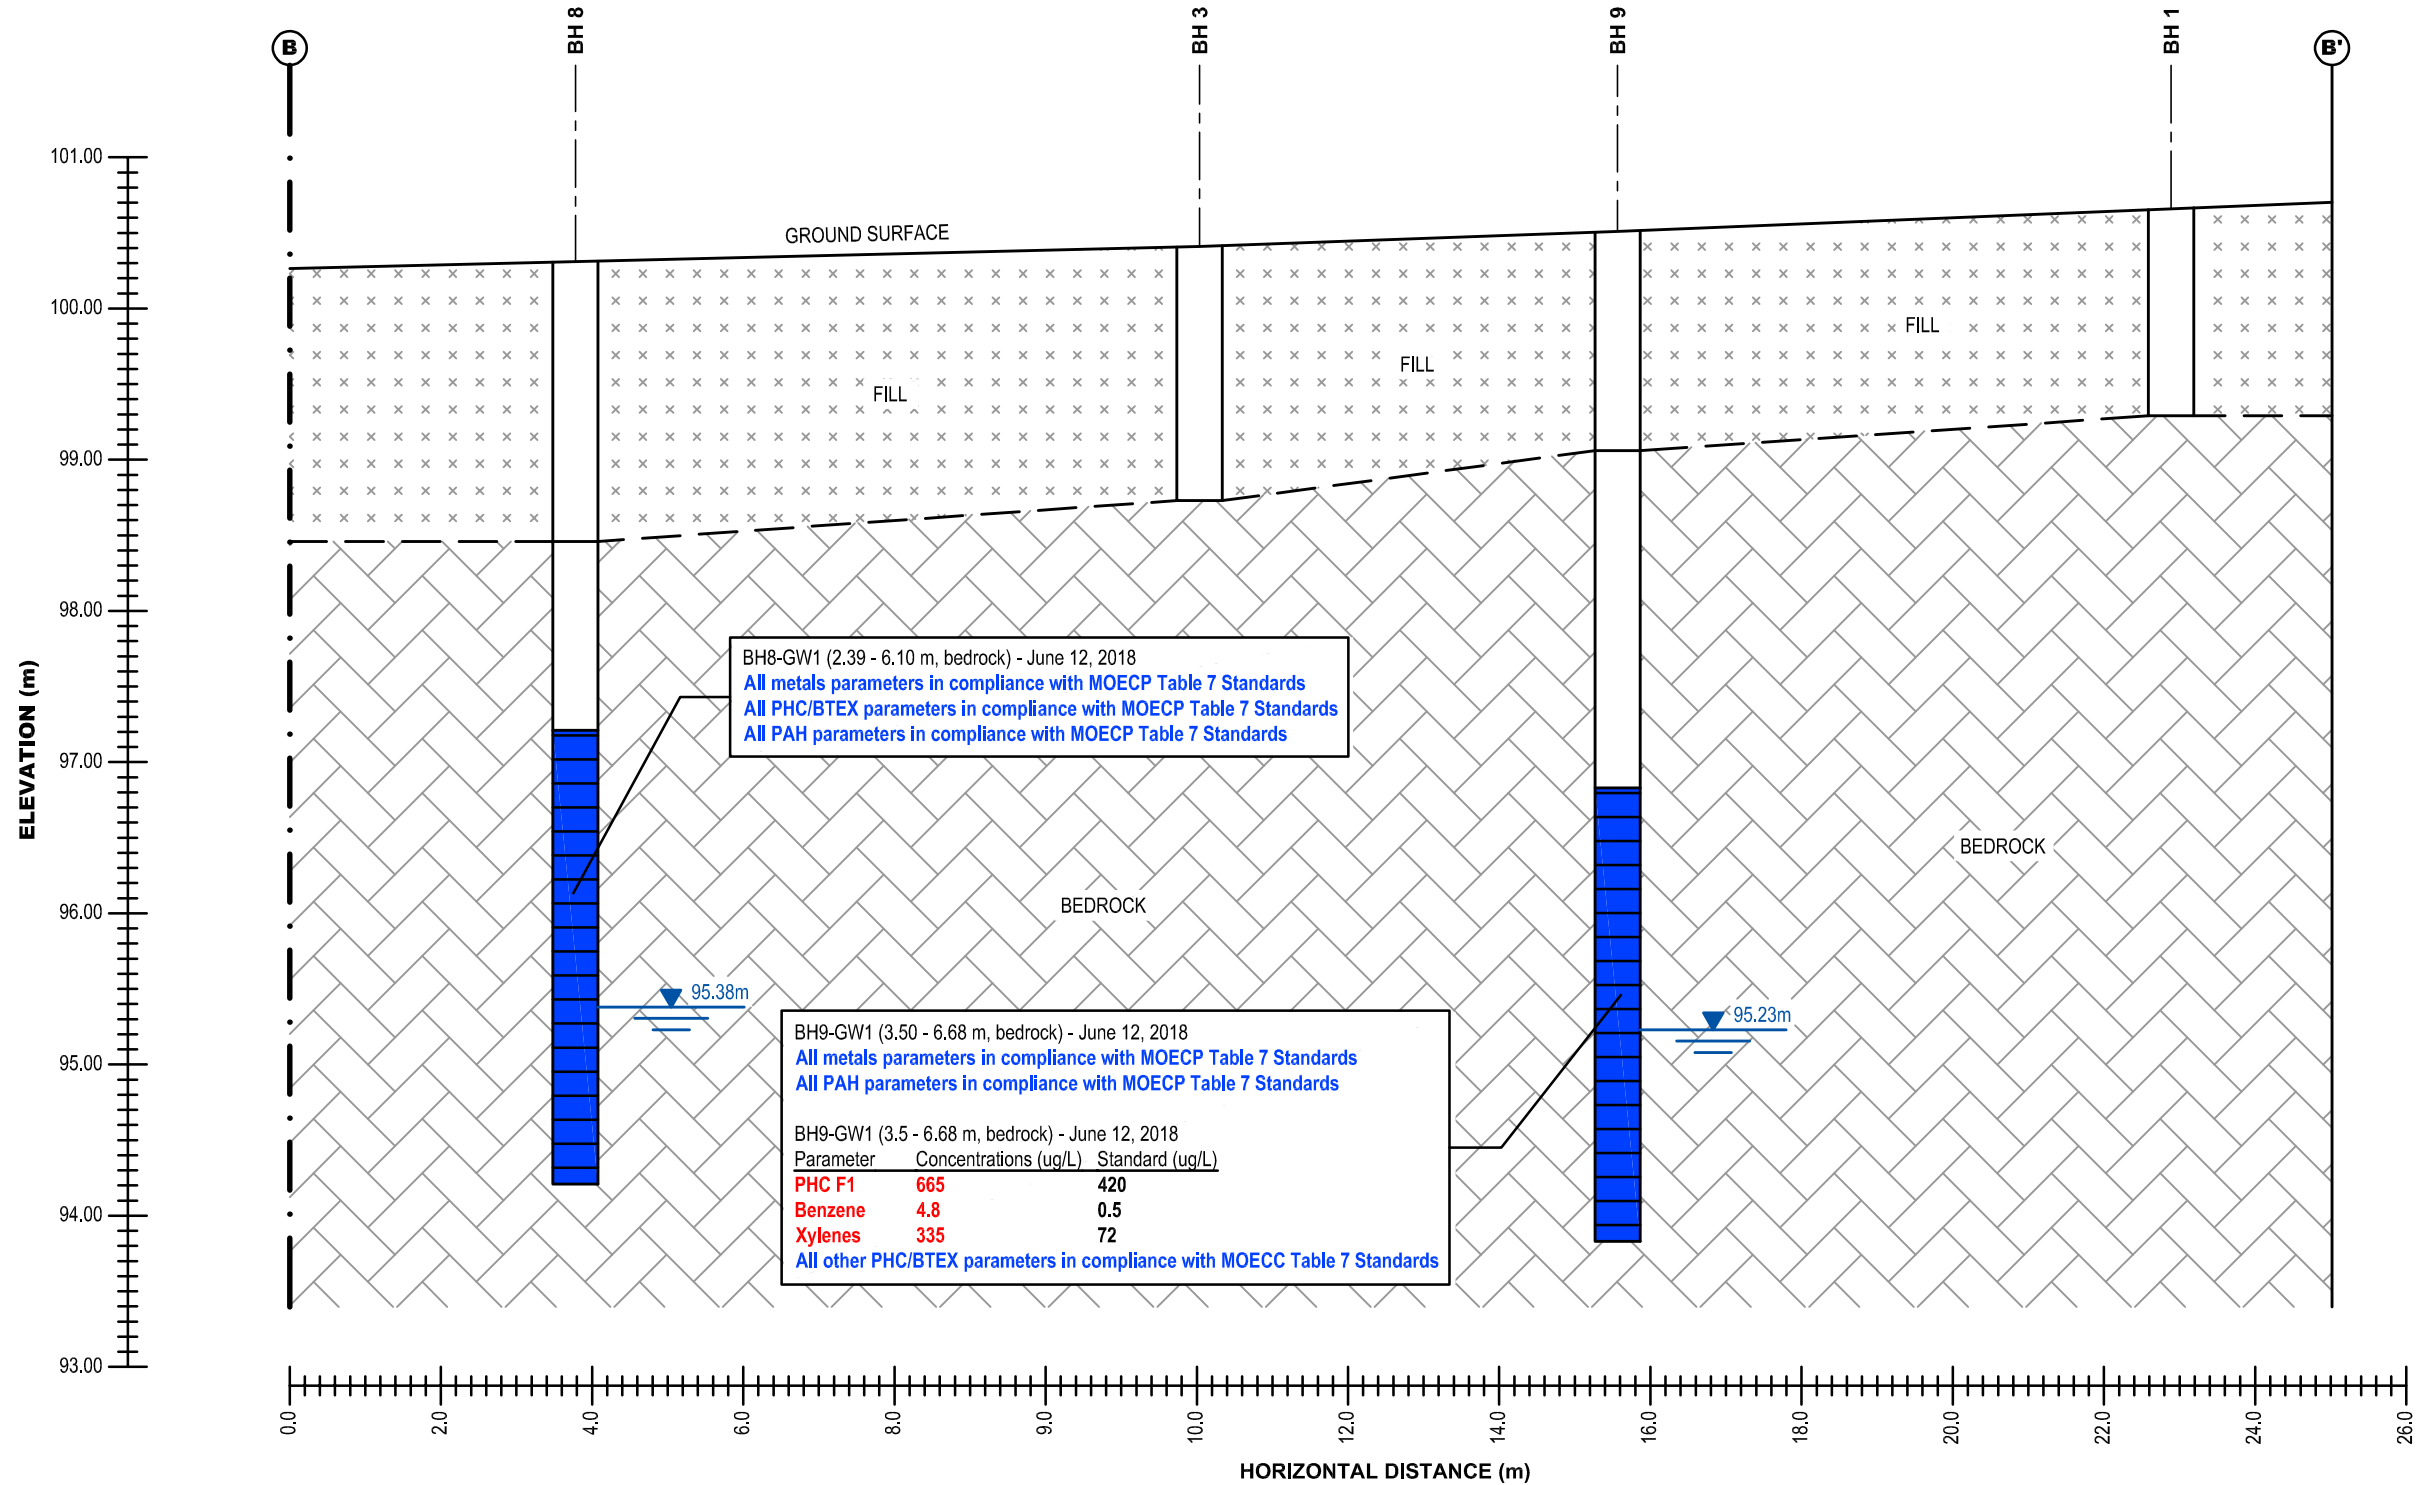 B
BH 8
BH 3
BH 9
BH 1
B'
101.00
100.00
99.00
98.00
97.00
96.00
95.00
94.00
93.00
ELEVATION (m)
GROUND SURFACE
FILL
FILL
FILL
BH8-GW1 (2.39 - 6.10 m, bedrock) - June 12, 2018
All metals parameters in compliance with MOECP Table 7 Standards
All PHC/BTEX parameters in compliance with MOECP Table 7 Standards
All PAH parameters in compliance with MOECP Table 7 Standards
BEDROCK
BEDROCK
95.38m
95.23m
BH9-GW1 (3.50 - 6.68 m, bedrock) - June 12, 2018
All metals parameters in compliance with MOECP Table 7 Standards
All PAH parameters in compliance with MOECP Table 7 Standards
BH9-GW1 (3.5 - 6.68 m, bedrock) - June 12, 2018
Parameter Concentrations (ug/L) Standard (ug/L)
PHC F1 665 420
Benzene 4.8 0.5
Xylenes 335 72
All other PHC/BTEX parameters in compliance with MOECC Table 7 Standards
0.0 2.0 4.0 6.0 8.0 9.0 10.0 12.0 14.0 16.0 18.0 20.0 22.0 24.0 26.0
HORIZONTAL DISTANCE (m)